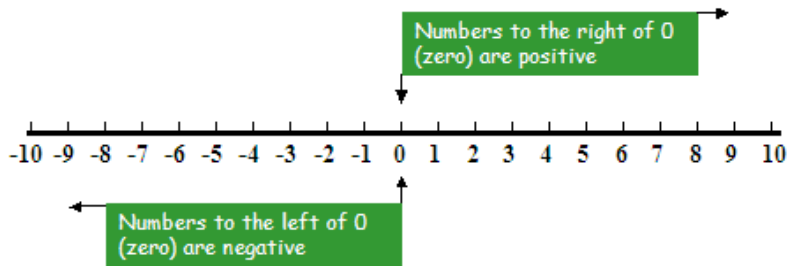 Numbers to the right of 0
(zero) are positive
-10 -9 -8 -7 -6 -5 -4 -3 -2 -1 0 1 2 3 4 5 6 7 8 9 10
Numbers to the left of 0
(zero) are negative